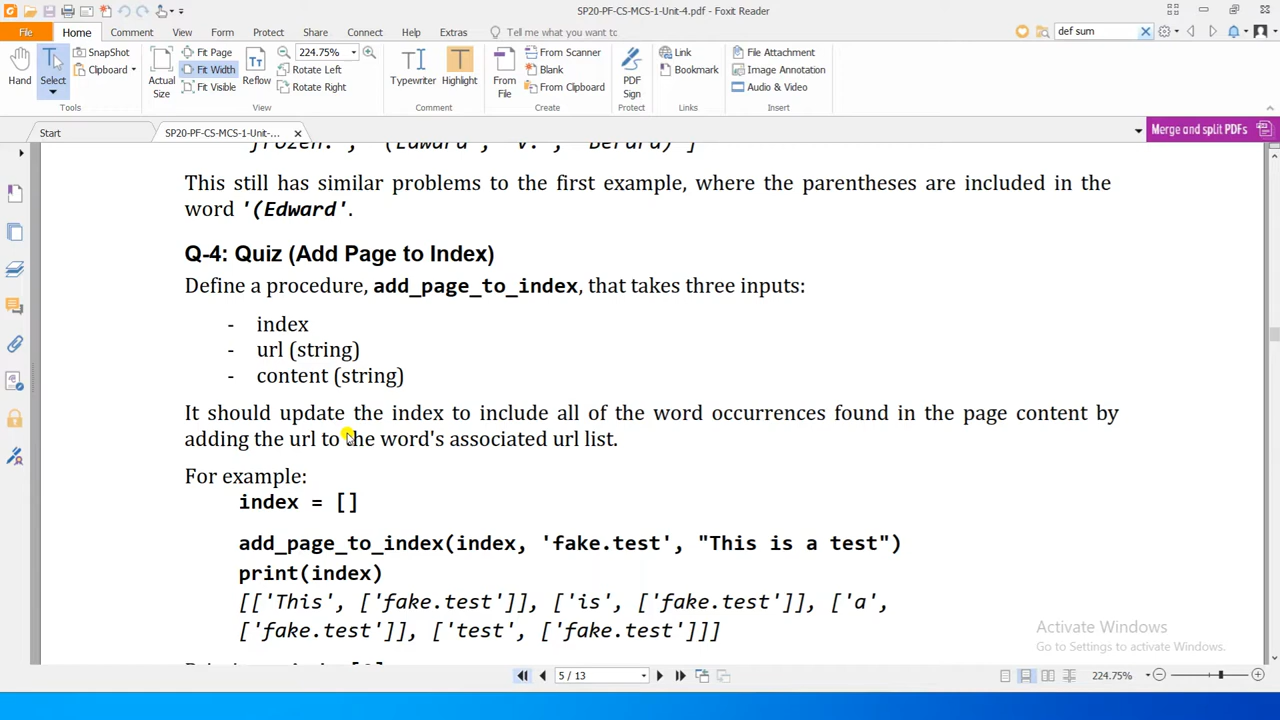 SP20-PF-CS-MCS-1-Unit-4.pdf - Foxit Reader
File Home Comment View Form Protect Share Connect Help Extras Tell me what you want to do def sum
Hand Select SnapShot Clipboard Actual Size Fit Page Fit Width Fit Visible Reflow 224.75% Rotate Left Rotate Right Typewriter Highlight From File From Scanner Blank From Clipboard PDF Sign Link Bookmark File Attachment Image Annotation Audio & Video
Tools View Comment Create Protect Links Insert
Start SP20-PF-CS-MCS-1-Unit-... Merge and split PDFs
frozen.', '(Edward', 'V.', 'Berard)']
This still has similar problems to the first example, where the parentheses are included in the
word '(Edward'.
Q-4: Quiz (Add Page to Index)
Define a procedure, add_page_to_index, that takes three inputs:
- index
- url (string)
- content (string)
It should update the index to include all of the word occurrences found in the page content by
adding the url to the word's associated url list.
For example:
index = []
add_page_to_index(index, 'fake.test', "This is a test")
print(index)
[['This', ['fake.test']], ['is', ['fake.test']], ['a',
['fake.test']], ['test', ['fake.test']]]
Activate Windows
Go to Settings to activate Windows.
5 / 13 224.75%